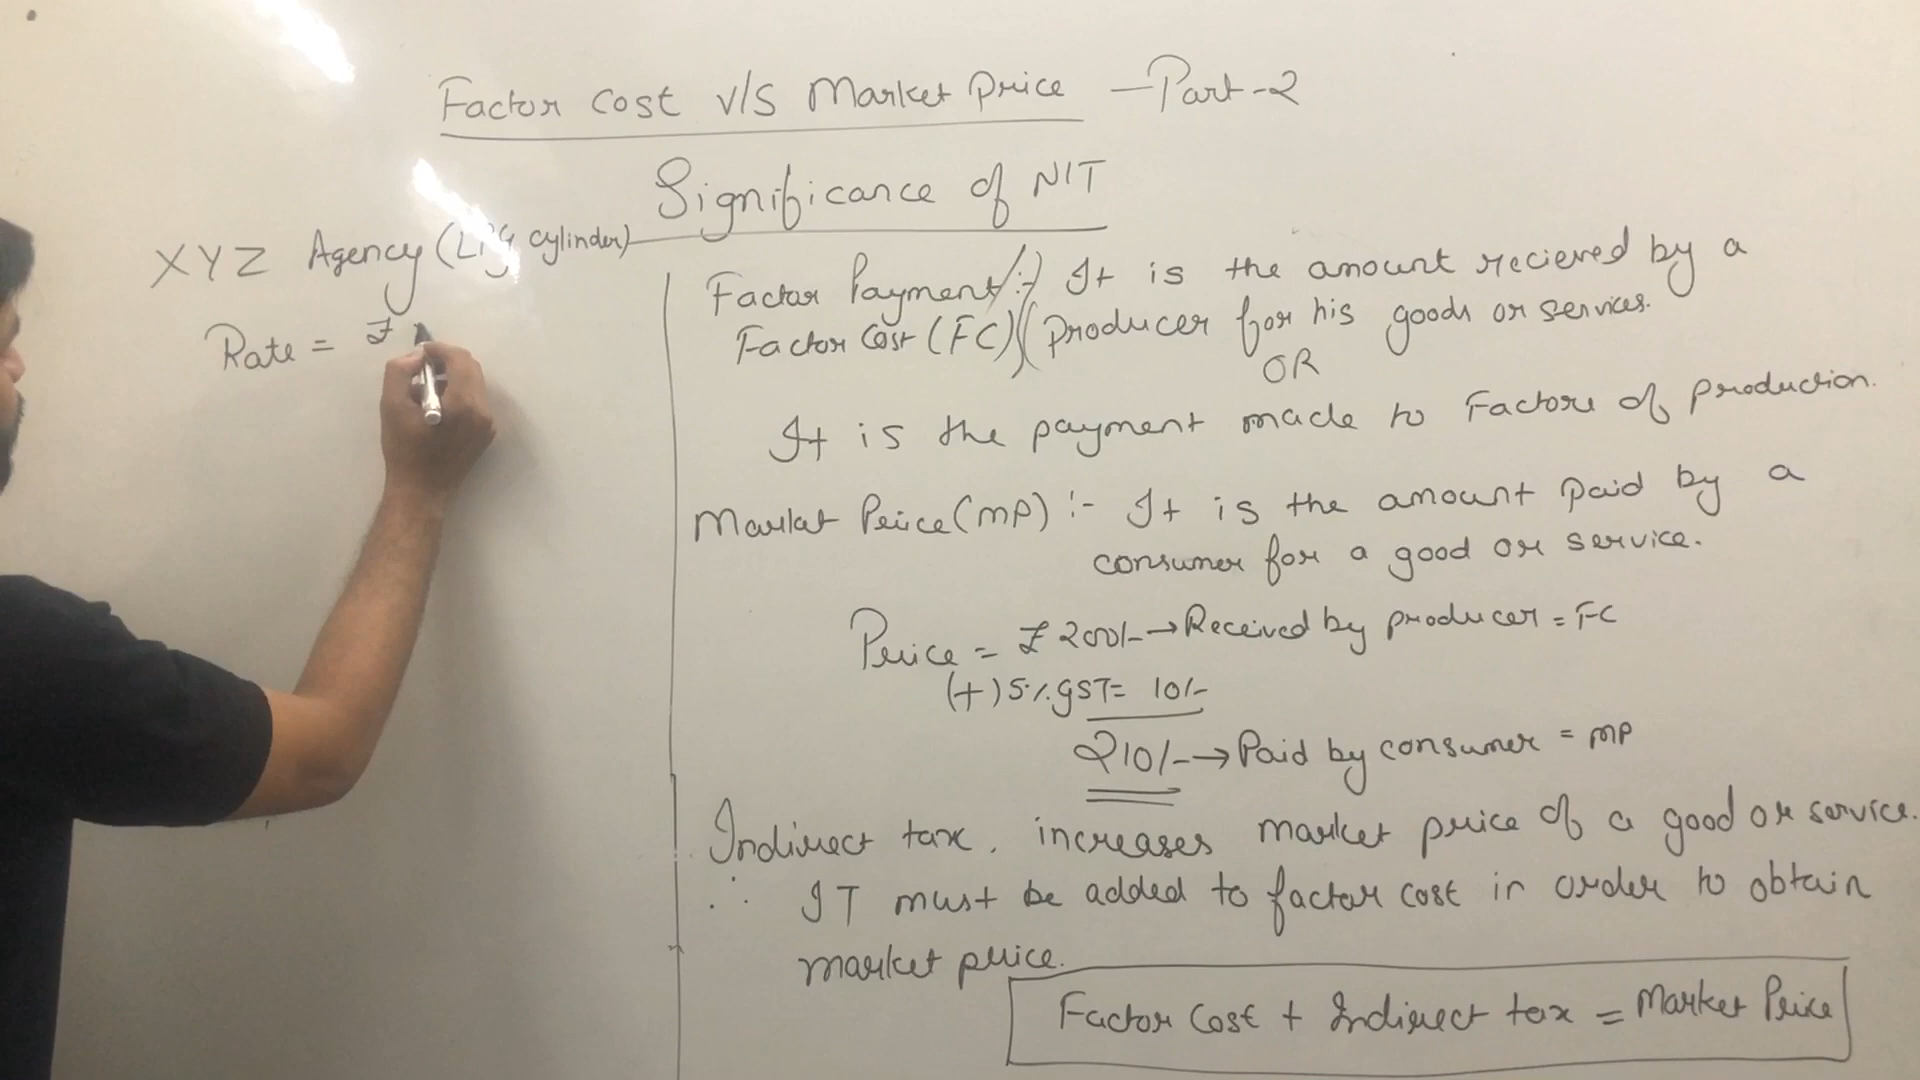 Factor Cost v/s Market Price - Part-2
Significance of NIT
XYZ Agency (LPG cylinder)
Rate = ₹
Factor Payment/:-) It is the amount recieved by a
Factor Cost (FC) Producer for his goods or services.
OR
It is the payment made to Factors of production.
Market Price (MP) :- It is the amount paid by a
consumer for a good or service.
Price = ₹ 200/- → Received by producer = FC
(+) 5% GST = 10/-
210/- → Paid by consumer = MP
Indirect tax, increases market price of a good or service.
∴ IT must be added to factor cost in order to obtain
market price.
Factor Cost + Indirect tax = Market Price